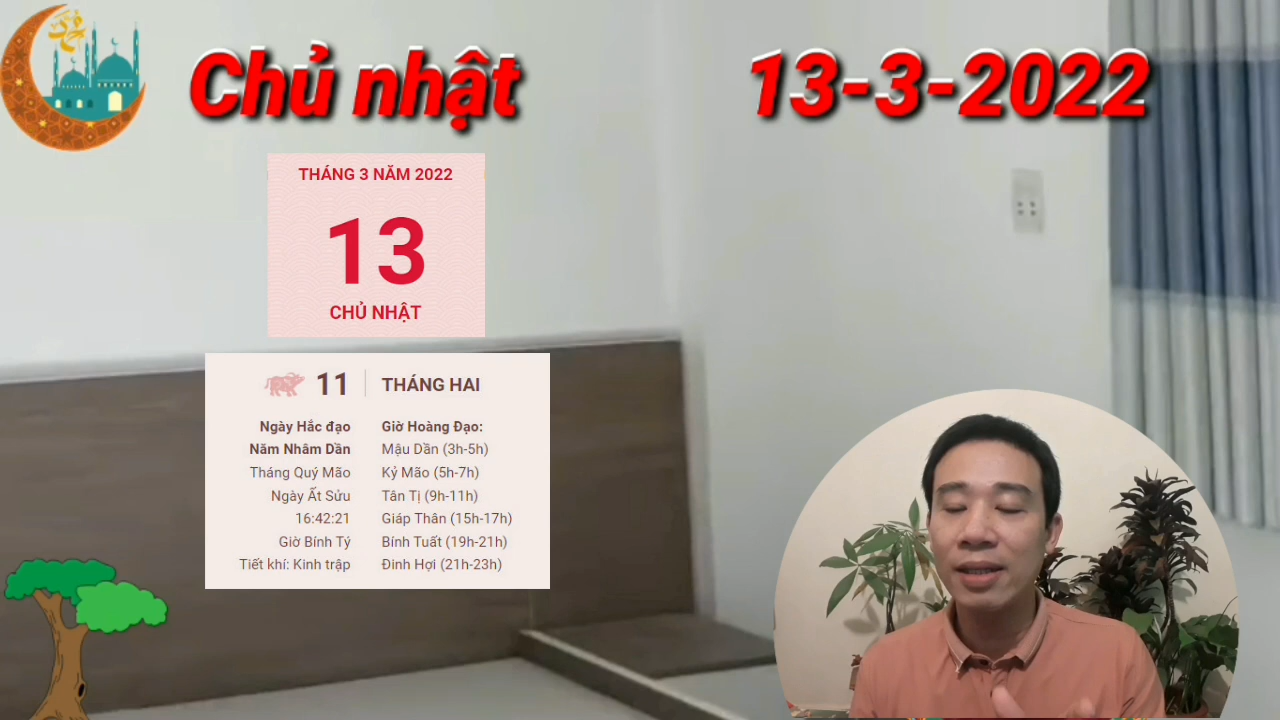 Chủ nhật
13-3-2022
THÁNG 3 NĂM 2022
13
CHỦ NHẬT
11
THÁNG HAI
Ngày Hắc đạo
Năm Nhâm Dần
Tháng Quý Mão
Ngày Ất Sửu
16:42:21
Giờ Bính Tý
Tiết khí: Kinh trập
Giờ Hoàng Đạo:
Mậu Dần (3h-5h)
Kỷ Mão (5h-7h)
Tân Tị (9h-11h)
Giáp Thân (15h-17h)
Bính Tuất (19h-21h)
Đinh Hợi (21h-23h)